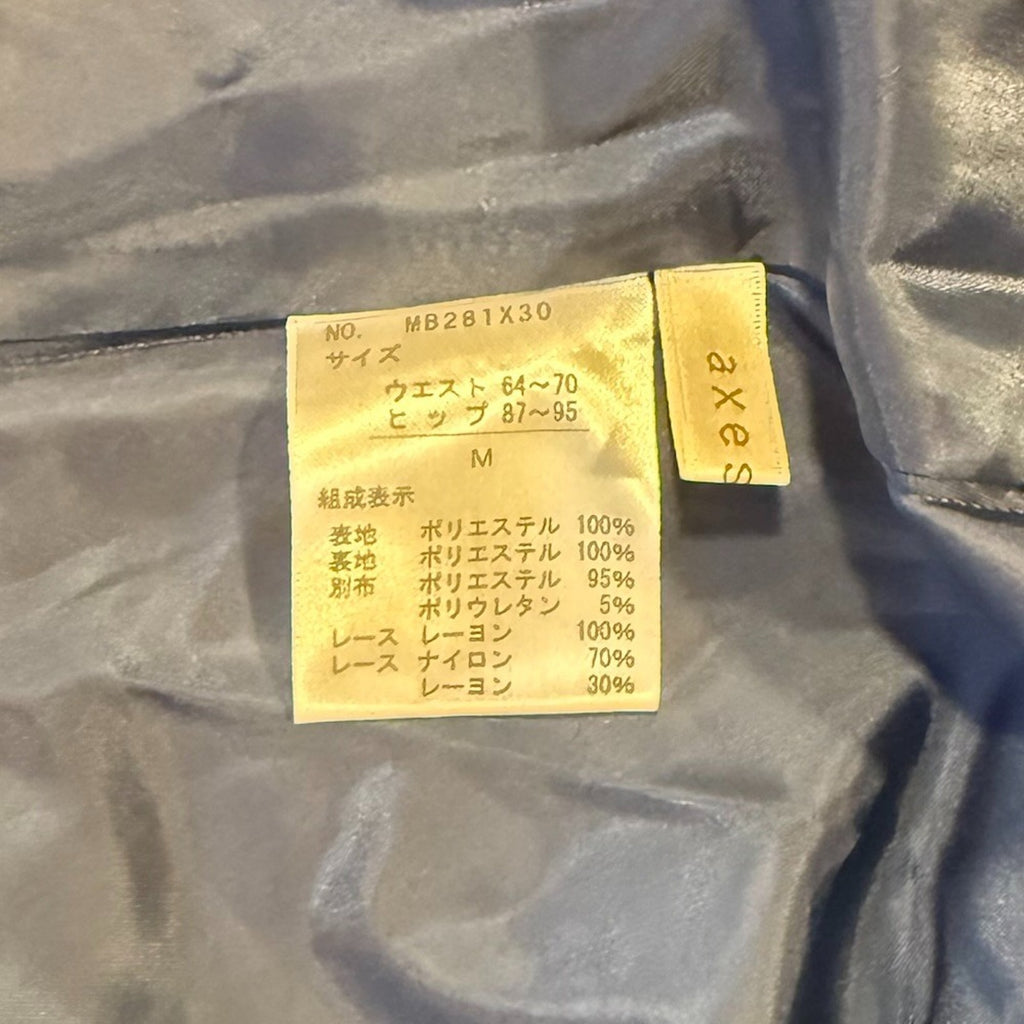 NO. MB281X30
サイズ
ウエスト 64～70
ヒップ 87～95
M
組成表示
表地 ポリエステル 100%
裏地 ポリエステル 100%
別布 ポリエステル 95%
ポリウレタン 5%
レース レーヨン 100%
レース ナイロン 70%
レーヨン 30%
axes